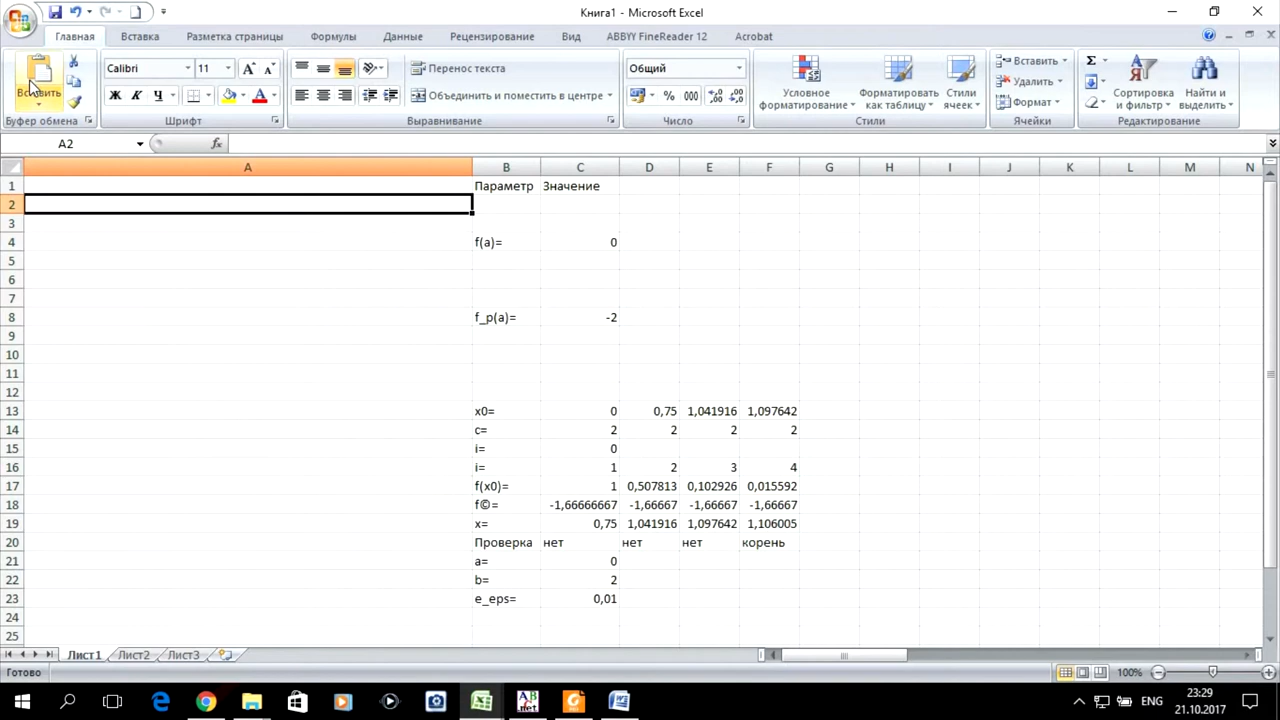 Книга1 - Microsoft Excel
Главная Вставка Разметка страницы Формулы Данные Рецензирование Вид ABBYY FineReader 12 Acrobat
Вставить
Буфер обмена
Calibri 11
Ж К Ч
Шрифт
Перенос текста
Объединить и поместить в центре
Выравнивание
Общий
% 000
Число
Условное форматирование
Форматировать как таблицу
Стили ячеек
Стили
Вставить
Удалить
Формат
Ячейки
Σ
Сортировка и фильтр
Найти и выделить
Редактирование
A2 fx
A B C D E F G H I J K L M N
1 Параметр Значение
2
3
4 f(a)= 0
5
6
7
8 f_p(a)= -2
9
10
11
12
13 x0= 0 0,75 1,041916 1,097642
14 c= 2 2 2 2
15 i= 0
16 i= 1 2 3 4
17 f(x0)= 1 0,507813 0,102926 0,015592
18 f©= -1,66666667 -1,66667 -1,66667 -1,66667
19 x= 0,75 1,041916 1,097642 1,106005
20 Проверка нет нет нет корень
21 a= 0
22 b= 2
23 e_eps= 0,01
24
25
Лист1 Лист2 Лист3
Готово 100%
ENG 23:29
21.10.2017